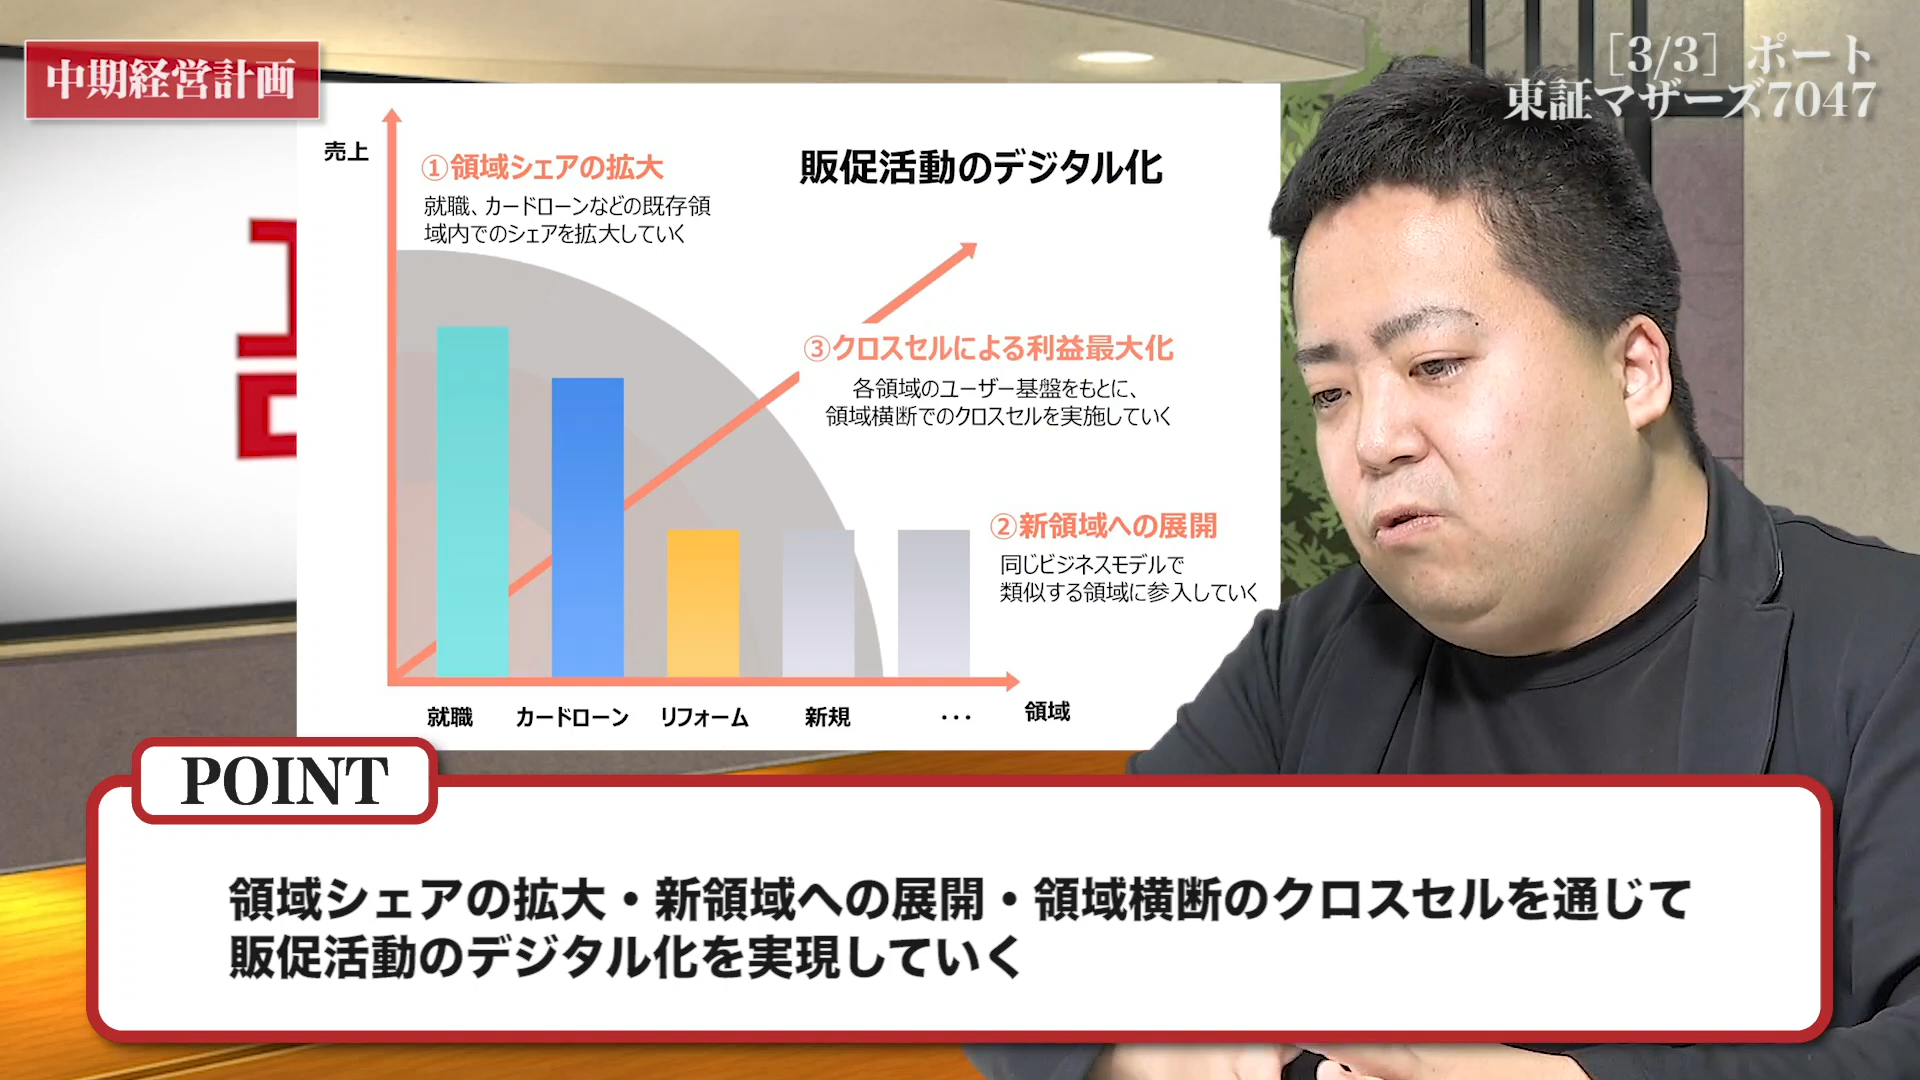 中期経営計画
［3/3］ポート
東証マザーズ7047
売上
①領域シェアの拡大
就職、カードローンなどの既存領
域内でのシェアを拡大していく
販促活動のデジタル化
③クロスセルによる利益最大化
各領域のユーザー基盤をもとに、
領域横断でのクロスセルを実施していく
②新領域への展開
同じビジネスモデルで
類似する領域に参入していく
就職
カードローン
リフォーム
新規
・・・
領域
POINT
領域シェアの拡大・新領域への展開・領域横断のクロスセルを通じて
販促活動のデジタル化を実現していく